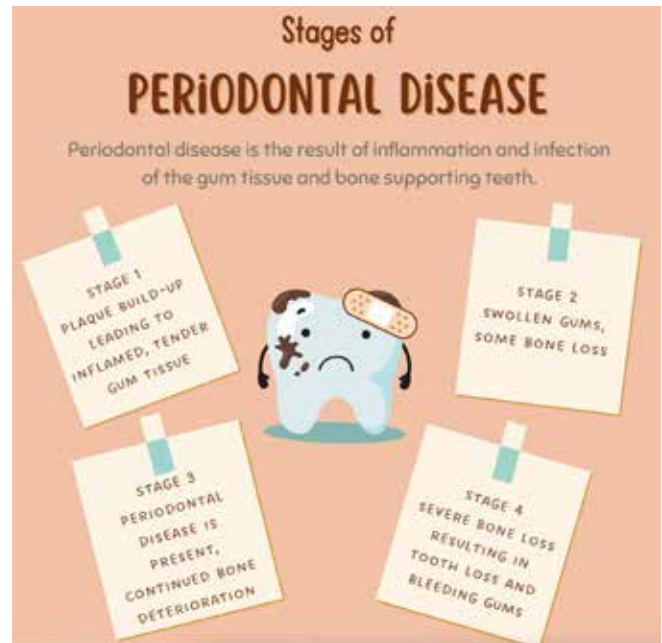 Stages of
PERiODONTAL DiSEASE
Periodontal disease is the result of inflammation and infection
of the gum tissue and bone supporting teeth.
STAGE 1
PLAQUE BUILD-UP
LEADING TO
INFLAMED, TENDER
GUM TISSUE
STAGE 2
SWOLLEN GUMS,
SOME BONE LOSS
STAGE 3
PERIODONTAL
DISEASE IS
PRESENT,
CONTINUED BONE
DETERIORATION
STAGE 4
SEVERE BONE LOSS
RESULTING IN
TOOTH LOSS AND
BLEEDING GUMS